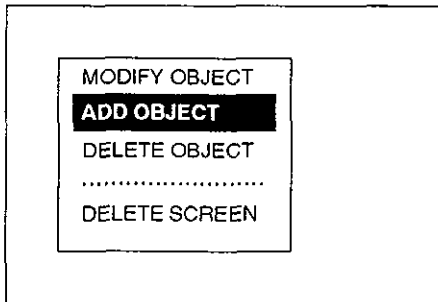 MODIFY OBJECT
ADD OBJECT
DELETE OBJECT
........................
DELETE SCREEN